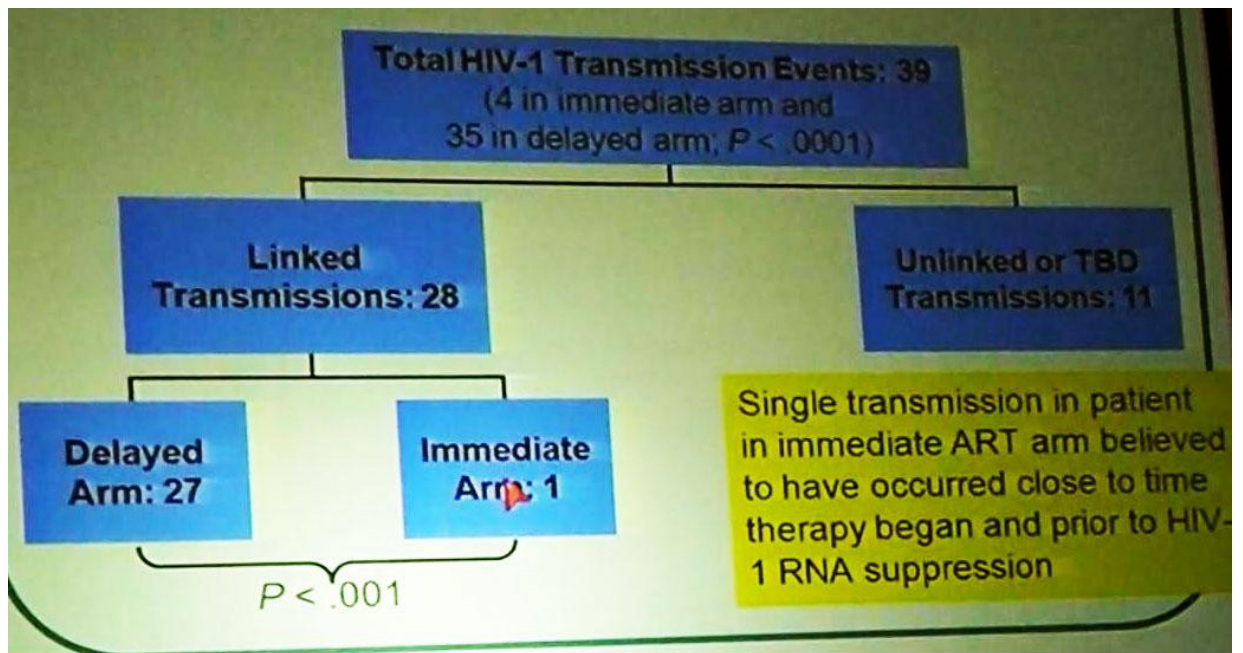 Total HIV-1 Transmission Events: 39
(4 in immediate arm and
35 in delayed arm; P < .0001)
Linked
Transmissions: 28
Unlinked or TBD
Transmissions: 11
Delayed
Arm: 27
Immediate
Arm: 1
P < .001
Single transmission in patient
in immediate ART arm believed
to have occurred close to time
therapy began and prior to HIV-
1 RNA suppression